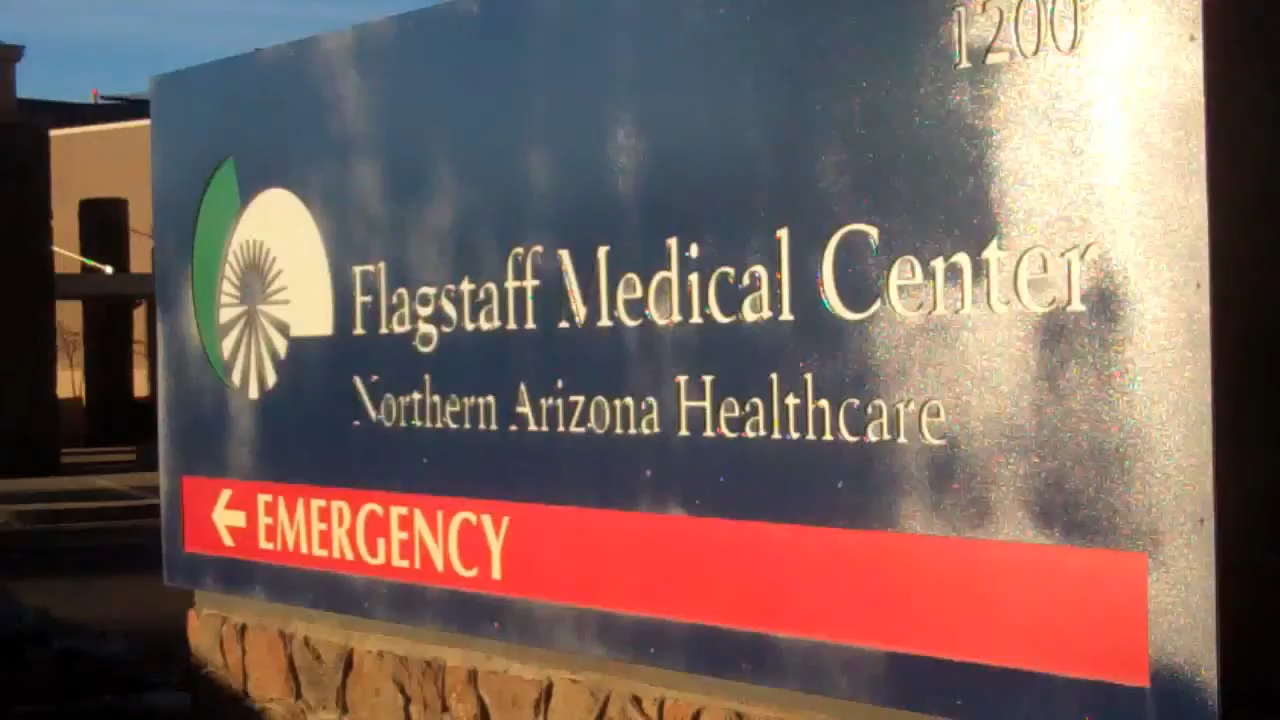 1200
Flagstaff Medical Center
Northern Arizona Healthcare
← EMERGENCY